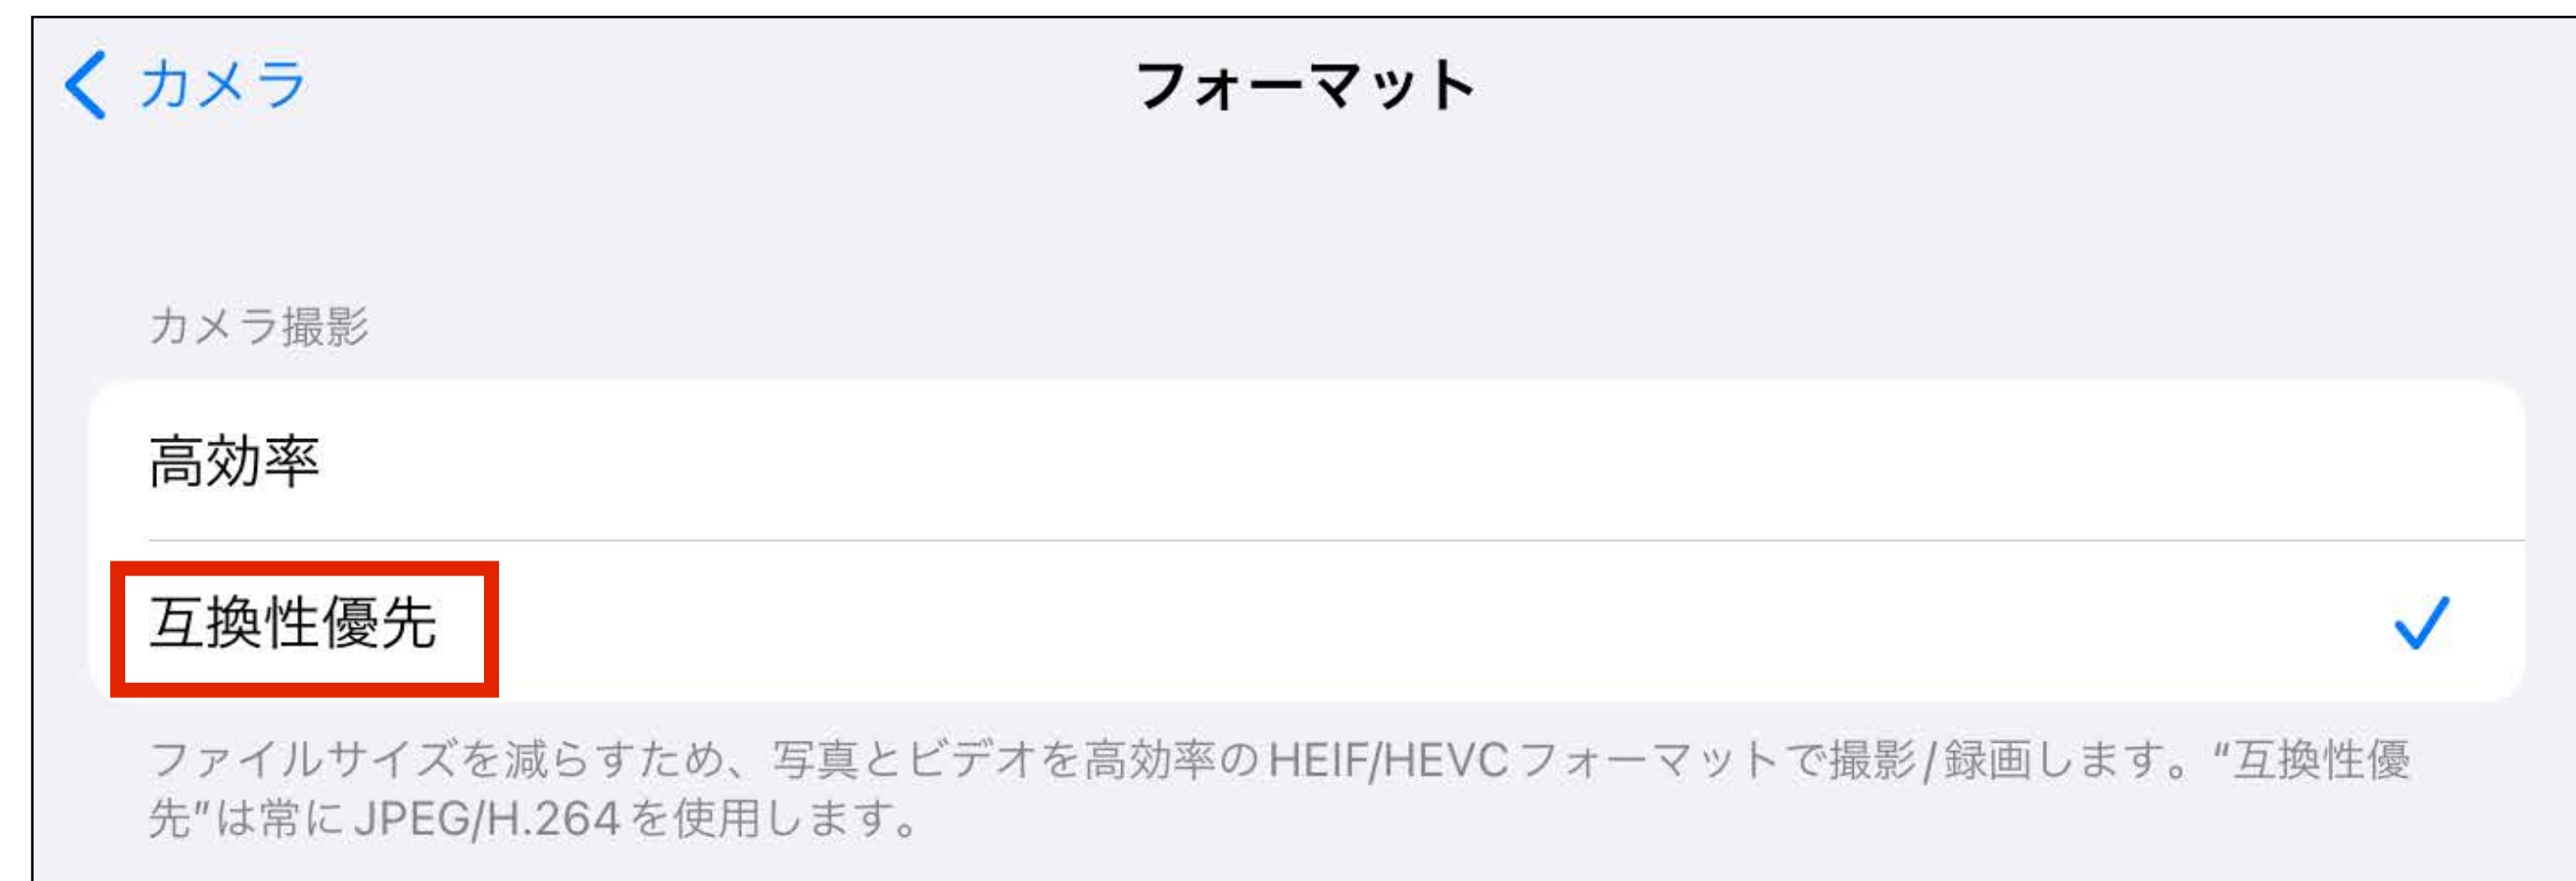 カメラ
フォーマット
カメラ撮影
高効率
互換性優先
ファイルサイズを減らすため、写真とビデオを高効率のHEIF/HEVCフォーマットで撮影/録画します。“互換性優
先”は常にJPEG/H.264を使用します。